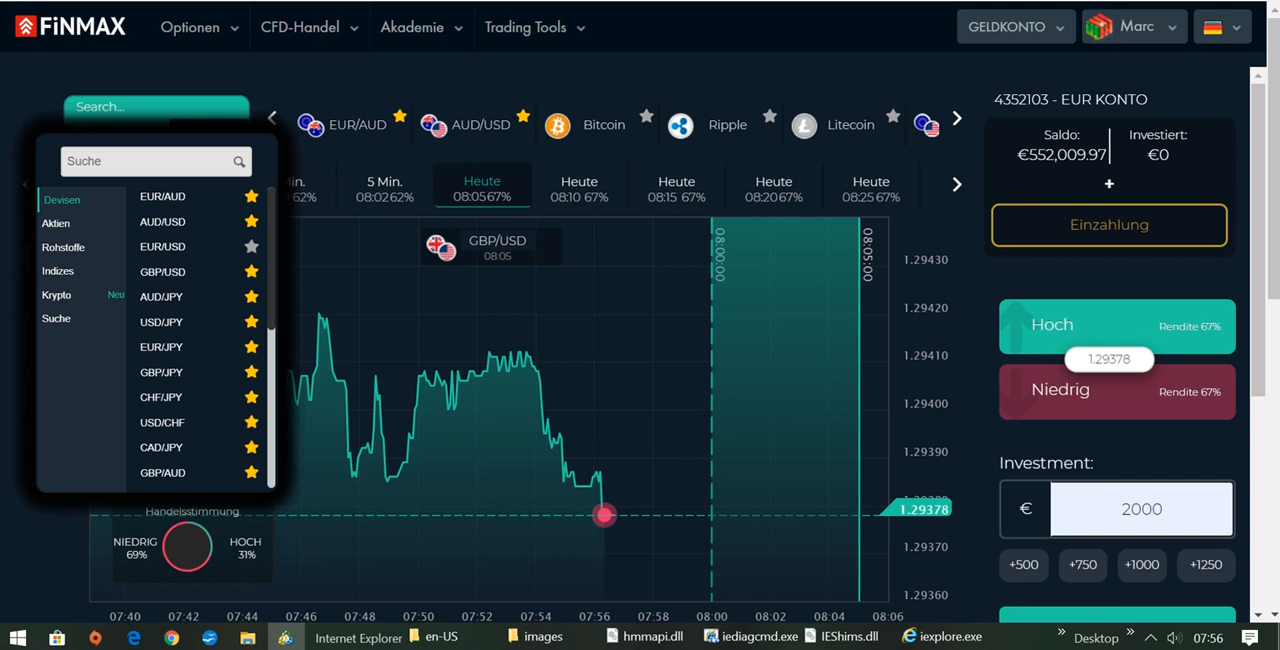 FiNMAX
Optionen
CFD-Handel
Akademie
Trading Tools
GELDKONTO
Marc
Search...
EUR/AUD
AUD/USD
Bitcoin
Ripple
Litecoin
4352103 - EUR KONTO
Saldo:
€552,009.97
Investiert:
€0
+
Einzahlung
Suche
Devisen
Aktien
Rohstoffe
Indizes
Krypto Neu
Suche
EUR/AUD
AUD/USD
EUR/USD
GBP/USD
AUD/JPY
USD/JPY
EUR/JPY
GBP/JPY
CHF/JPY
USD/CHF
CAD/JPY
GBP/AUD
in.
62%
5 Min.
08:02 62%
Heute
08:05 67%
Heute
08:10 67%
Heute
08:15 67%
Heute
08:20 67%
Heute
08:25 67%
GBP/USD
08:05
08:00:00
08:05:00
1.29430
1.29420
1.29410
1.29400
1.29390
1.29378
1.29370
1.29360
Hoch
Rendite 67%
1.29378
Niedrig
Rendite 67%
Investment:
€ 2000
+500 +750 +1000 +1250
Handelsstimmung
NIEDRIG
69%
HOCH
31%
07:40 07:42 07:44 07:46 07:48 07:50 07:52 07:54 07:56 07:58 08:00 08:02 08:04 08:06
Internet Explorer
en-US
images
hmmapi.dll
iediagcmd.exe
IEShims.dll
iexplore.exe
Desktop
07:56